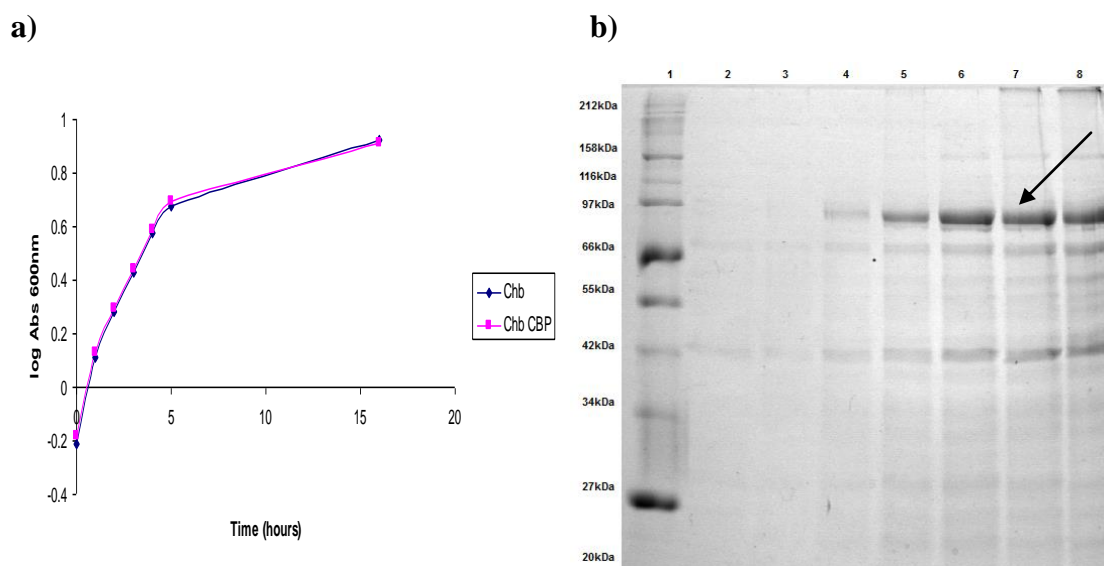 a)
b)
1 2 3 4 5 6 7 8
212kDa
158kDa
116kDa
97kDa
66kDa
55kDa
42kDa
34kDa
27kDa
20kDa
log Abs 600nm
1
0.8
0.6
0.4
0.2
0
-0.2
-0.4
0 5 10 15 20
Time (hours)
Chb
Chb CBP